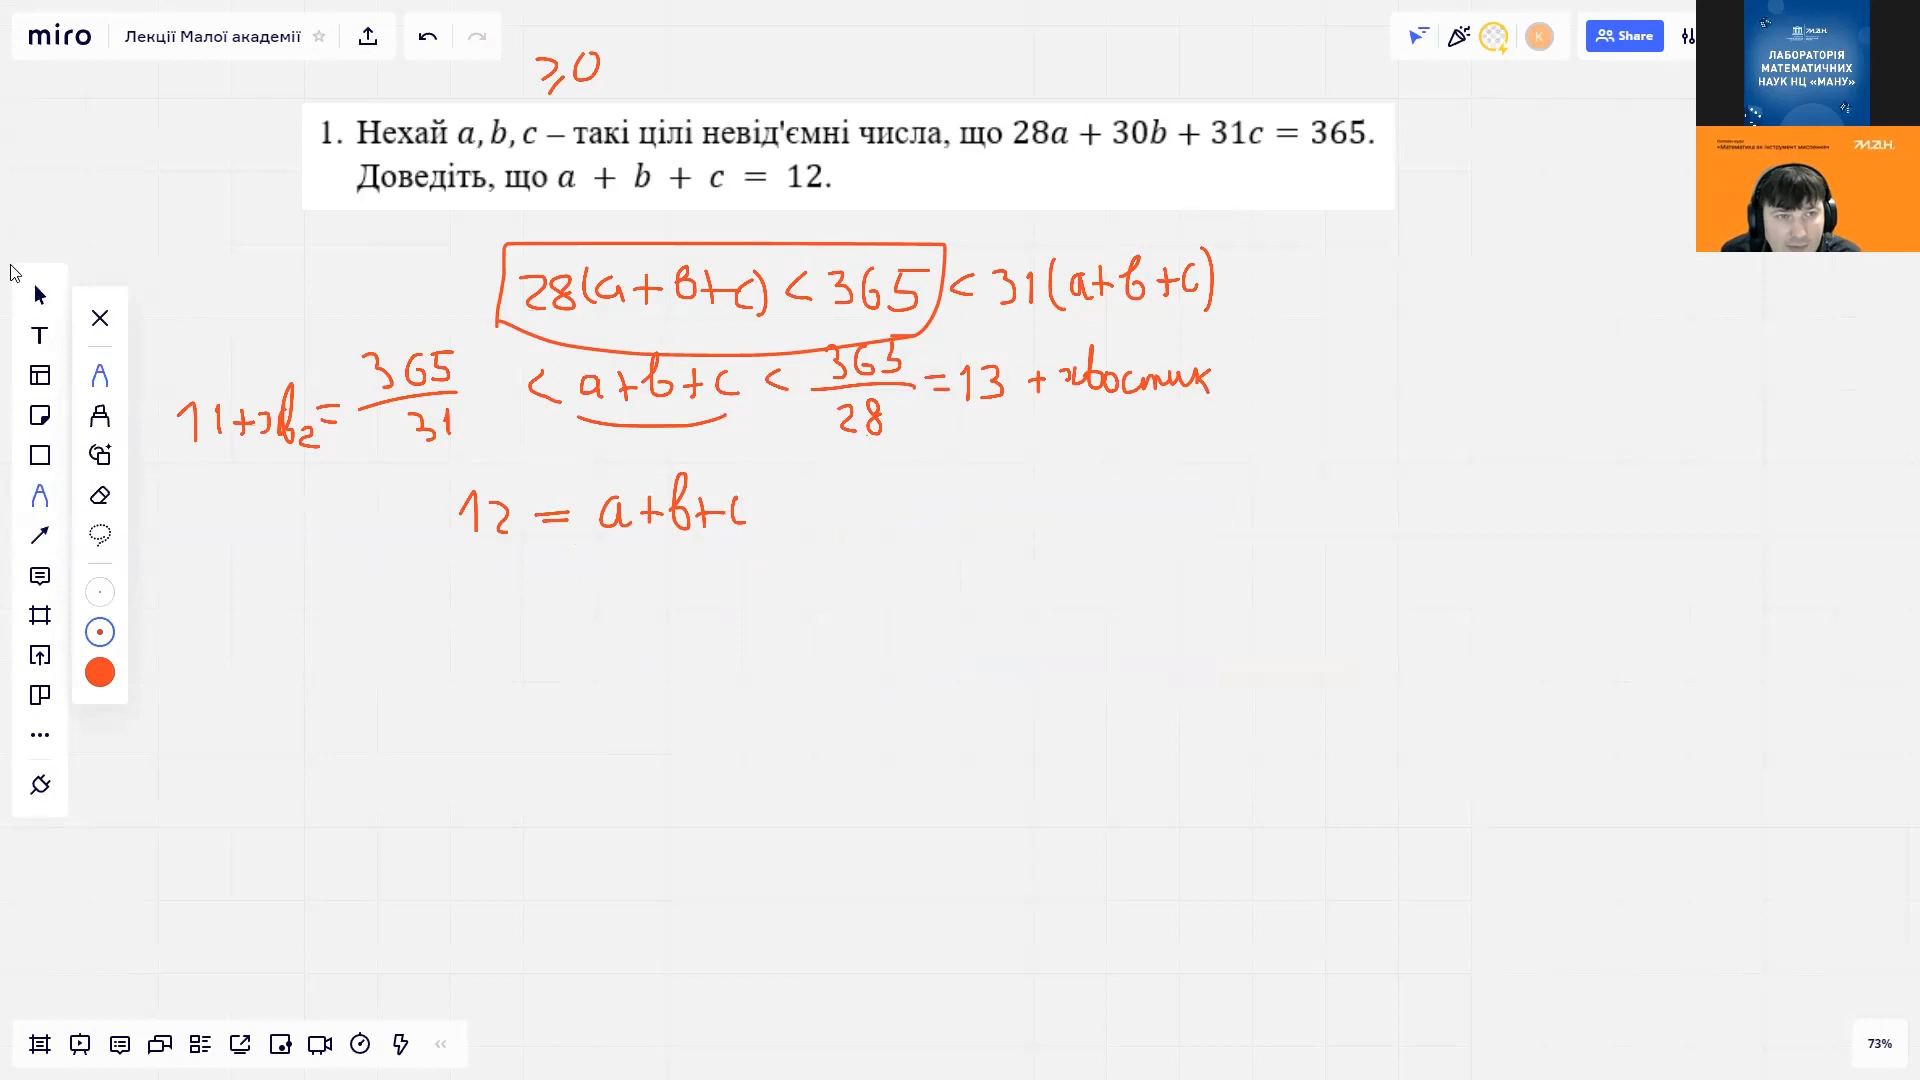 miro
Лекції Малої академії
Share
ЛАБОРАТОРІЯ
МАТЕМАТИЧНИХ
НАУК НЦ «МАНУ»
М.А.Н.
≥0
1. Нехай a, b, c – такі цілі невід'ємні числа, що 28a + 30b + 31c = 365.
Доведіть, що a + b + c = 12.
28(a+b+c) < 365 < 31(a+b+c)
11+хв₂ = 365/31 < a+b+c < 365/28 = 13 + хвостик
12 = a+b+c
T
K
73%